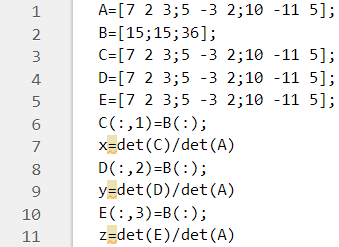 1 A=[7 2 3;5 -3 2;10 -11 5];
2 B=[15;15;36];
3 C=[7 2 3;5 -3 2;10 -11 5];
4 D=[7 2 3;5 -3 2;10 -11 5];
5 E=[7 2 3;5 -3 2;10 -11 5];
6 C(:,1)=B(:);
7 x=det(C)/det(A)
8 D(:,2)=B(:);
9 y=det(D)/det(A)
10 E(:,3)=B(:);
11 z=det(E)/det(A)